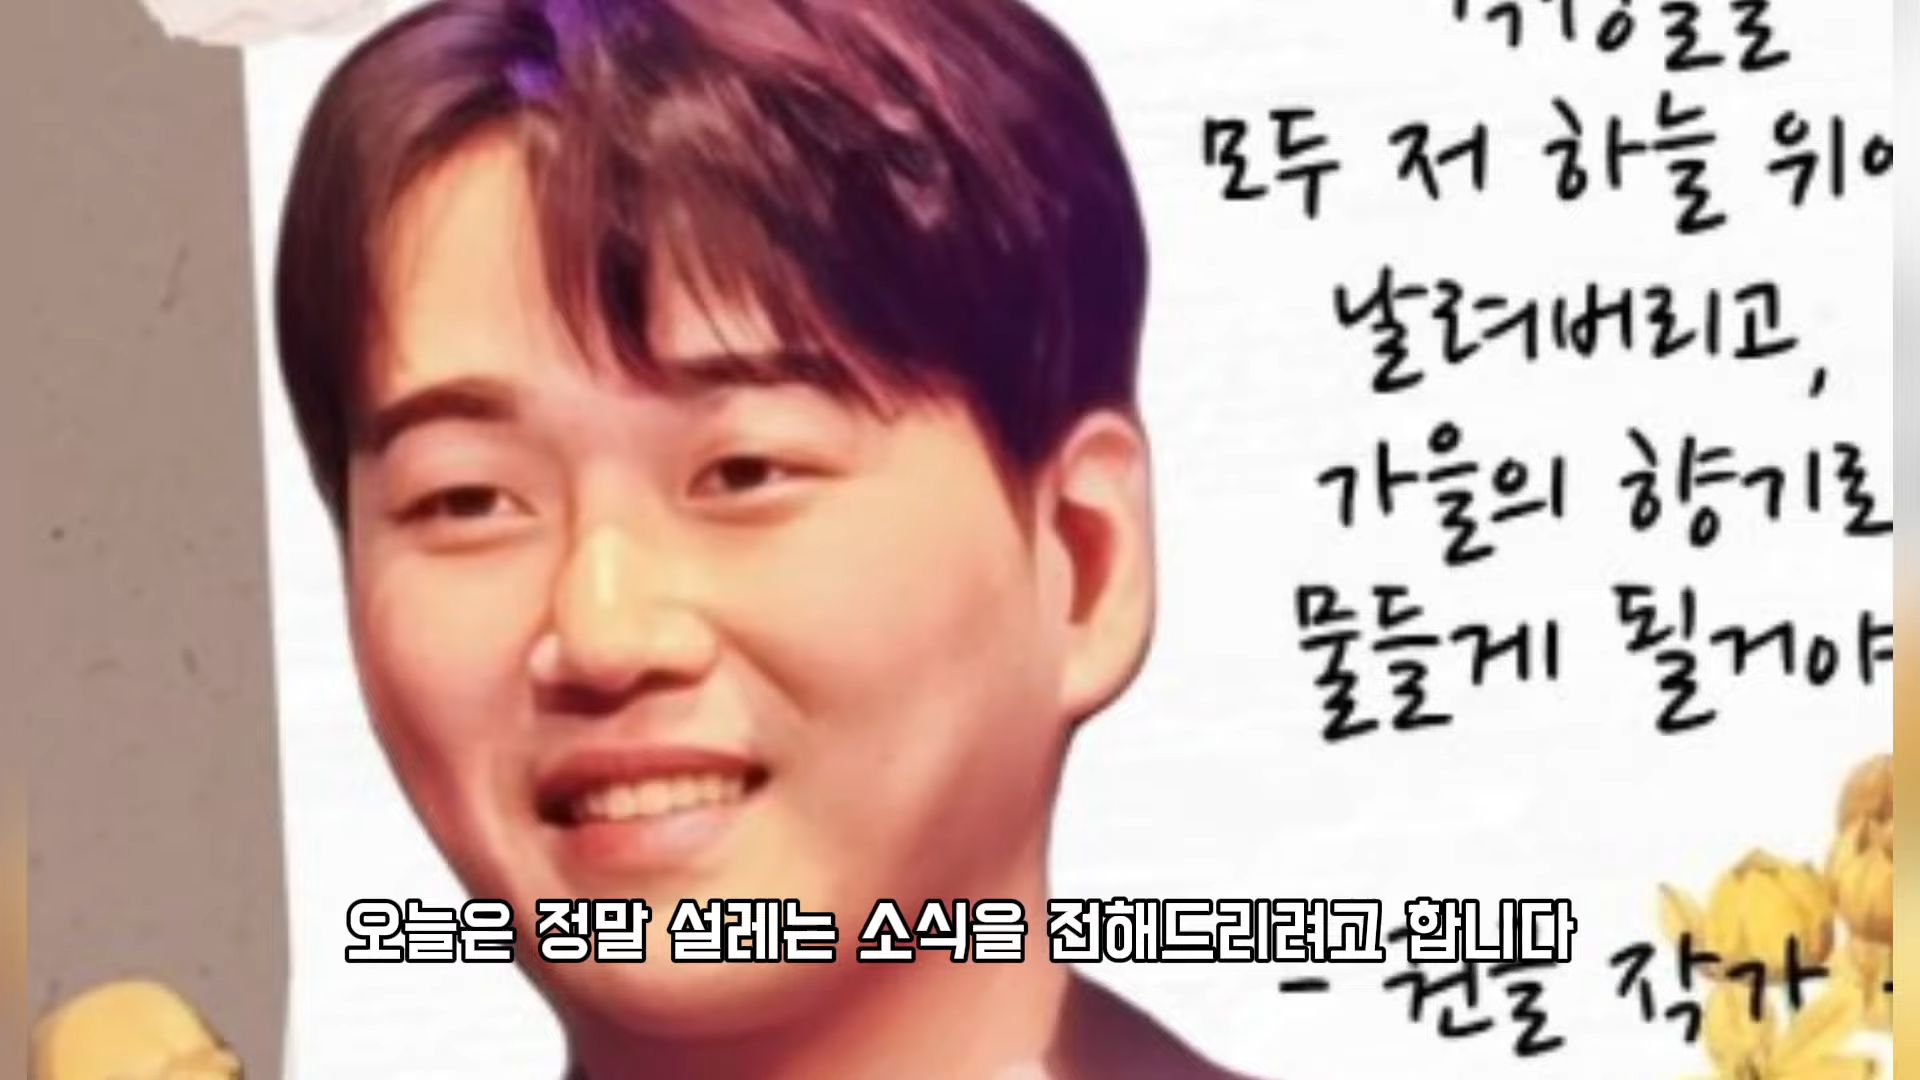 모두 저 하늘 위에
날려버리고,
가을의 향기로
물들게 될거야
오늘은 정말 설레는 소식을 전해드리려고 합니다
작가